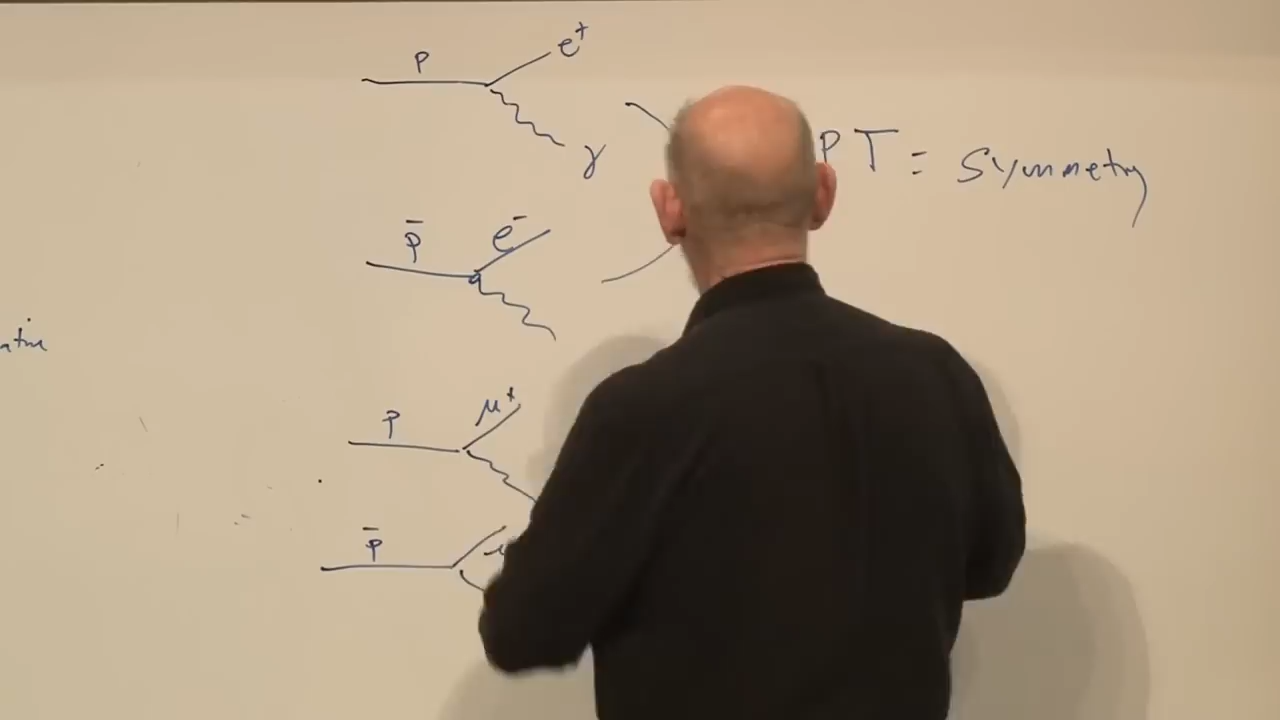 p e⁺
γ
PT = Symmetry
p̄ e⁻
p μ⁺
p̄